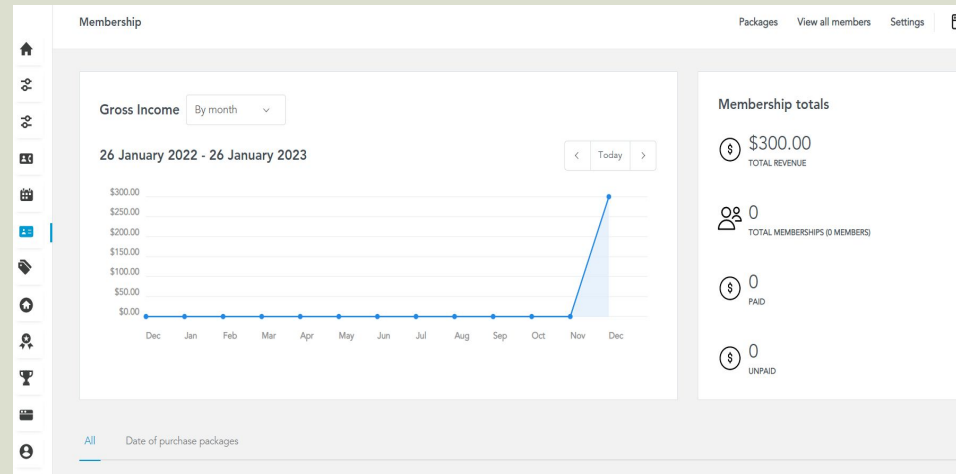 Membership
Packages View all members Settings
Gross Income By month
26 January 2022 - 26 January 2023
< Today >
$300.00
$250.00
$200.00
$150.00
$100.00
$50.00
$0.00
Dec Jan Feb Mar Apr May Jun Jul Aug Sep Oct Nov Dec
Membership totals
$300.00
TOTAL REVENUE
0
TOTAL MEMBERSHIPS (0 MEMBERS)
0
PAID
0
UNPAID
All Date of purchase packages